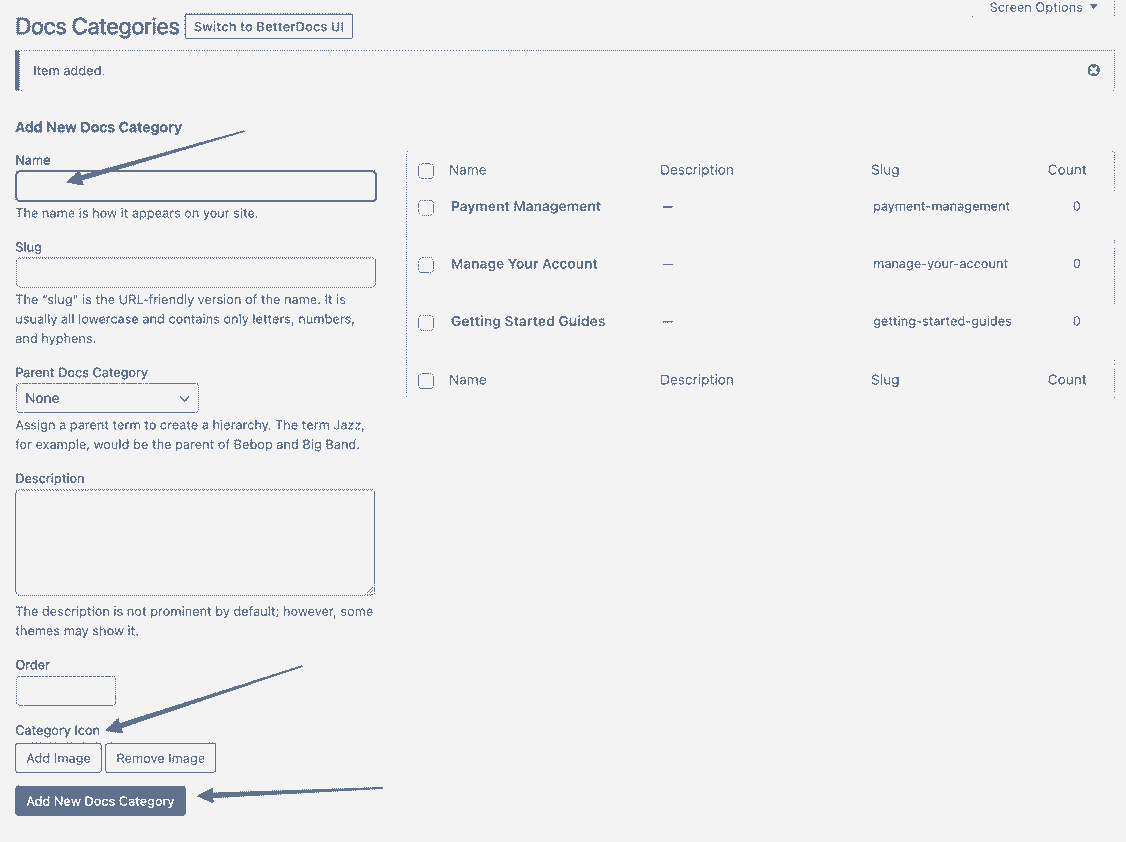 Screen Options ▼
Docs Categories Switch to BetterDocs UI
Item added.
Add New Docs Category
Name
The name is how it appears on your site.
Slug
The "slug" is the URL-friendly version of the name. It is
usually all lowercase and contains only letters, numbers,
and hyphens.
Parent Docs Category
None
Assign a parent term to create a hierarchy. The term Jazz,
for example, would be the parent of Bebop and Big Band.
Description
The description is not prominent by default; however, some
themes may show it.
Order
Category Icon
Add Image Remove Image
Add New Docs Category
Name Description Slug Count
Payment Management — payment-management 0
Manage Your Account — manage-your-account 0
Getting Started Guides — getting-started-guides 0
Name Description Slug Count